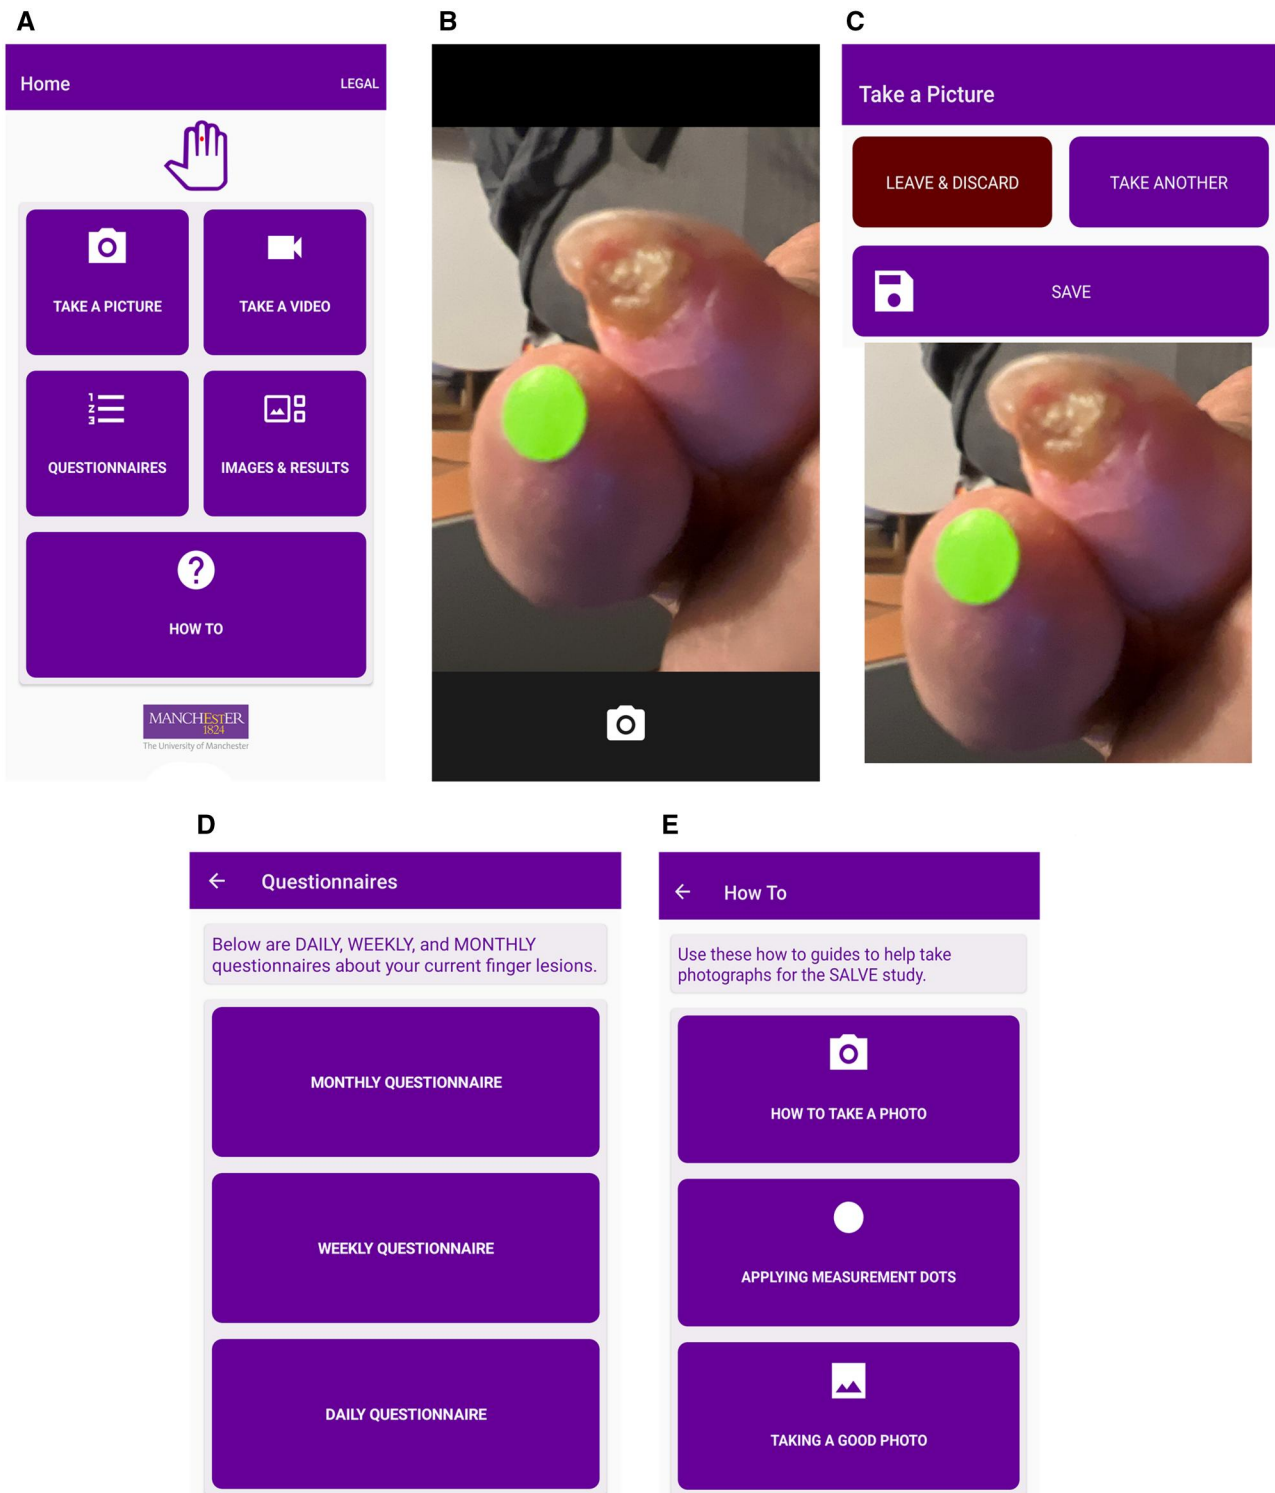 A
Home
LEGAL
TAKE A PICTURE
TAKE A VIDEO
1
2
3
QUESTIONNAIRES
IMAGES & RESULTS
?
HOW TO
MANCHESTER
1824
The University of Manchester
B
C
Take a Picture
LEAVE & DISCARD
TAKE ANOTHER
SAVE
D
Questionnaires
Below are DAILY, WEEKLY, and MONTHLY
questionnaires about your current finger lesions.
MONTHLY QUESTIONNAIRE
WEEKLY QUESTIONNAIRE
DAILY QUESTIONNAIRE
E
How To
Use these how to guides to help take
photographs for the SALVE study.
HOW TO TAKE A PHOTO
APPLYING MEASUREMENT DOTS
TAKING A GOOD PHOTO